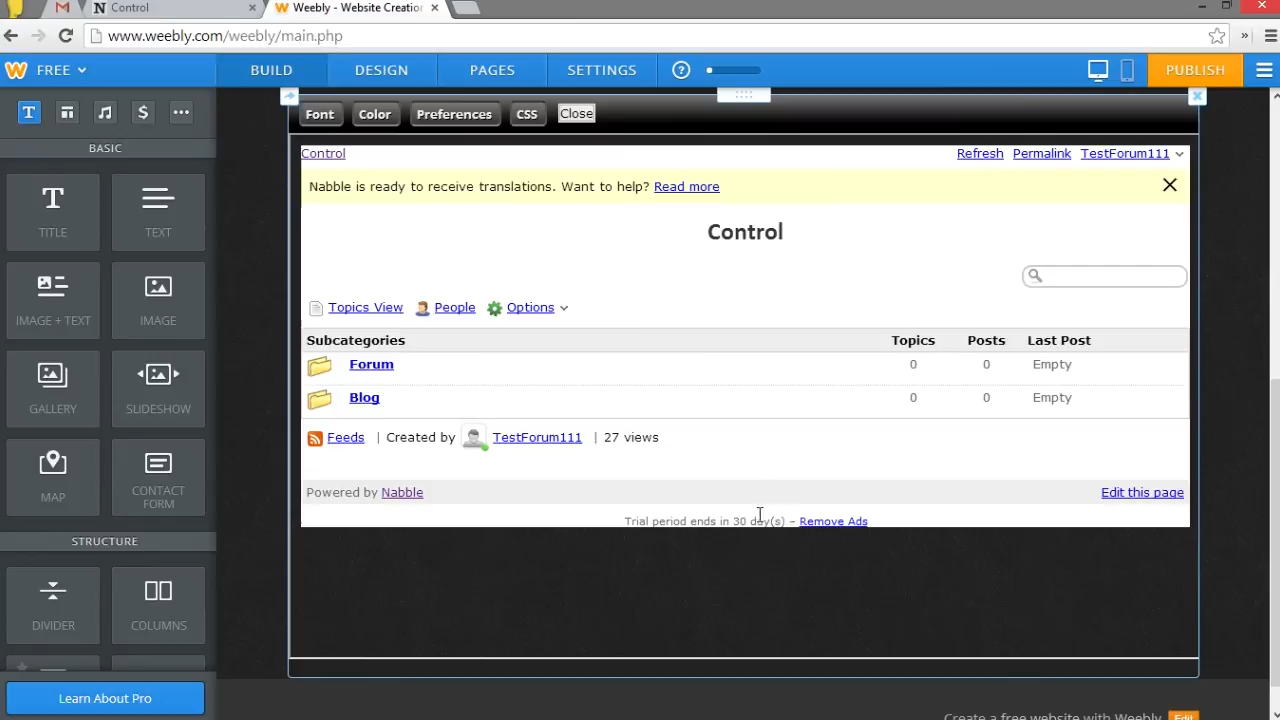 Control
Weebly - Website Creation
www.weebly.com/weebly/main.php
FREE BUILD DESIGN PAGES SETTINGS ? PUBLISH
T $
BASIC
Font Color Preferences CSS Close
Control Refresh Permalink TestForum111
Nabble is ready to receive translations. Want to help? Read more
TITLE TEXT
Control
IMAGE + TEXT IMAGE
Topics View People Options
Subcategories Topics Posts Last Post
Forum 0 0 Empty
Blog 0 0 Empty
GALLERY SLIDESHOW
Feeds | Created by TestForum111 | 27 views
MAP CONTACT FORM
Powered by Nabble Edit this page
Trial period ends in 30 day(s) – Remove Ads
STRUCTURE
DIVIDER COLUMNS
Learn About Pro
Create a free website with Weebly Edit